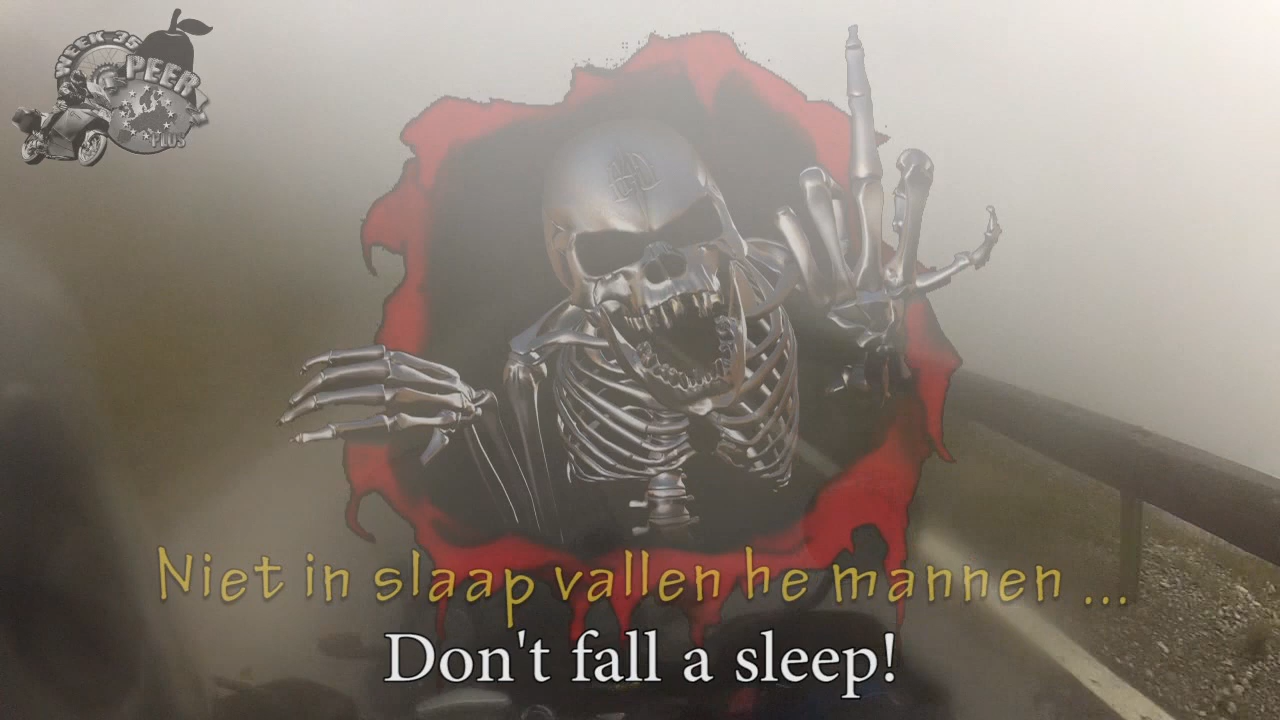 WEEK 35
PEER
PLUS
Niet in slaap vallen he mannen ...
Don't fall a sleep!